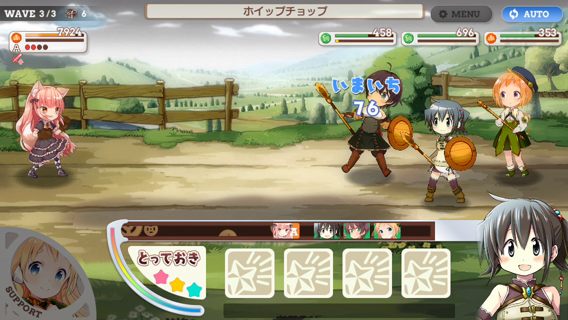 WAVE 3/3 6
ホイップチョップ
MENU
AUTO
7924
A
458
696
353
いまいち
76
とっておき
SUPPORT